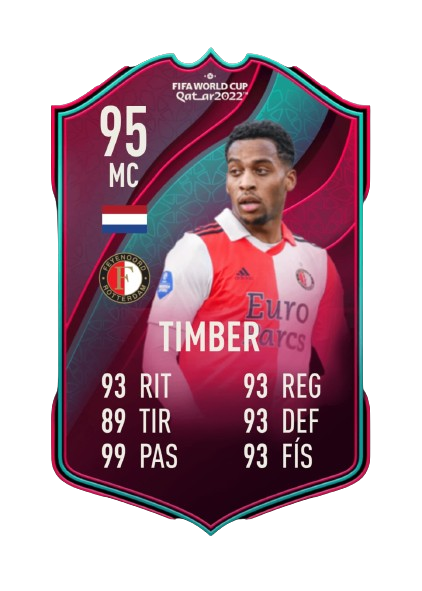 FIFA WORLD CUP
Qatar2022
95
MC
FEYENOORD
F
ROTTERDAM
Euro
arcs
TIMBER
93 RIT 93 REG
89 TIR 93 DEF
99 PAS 93 FÍS